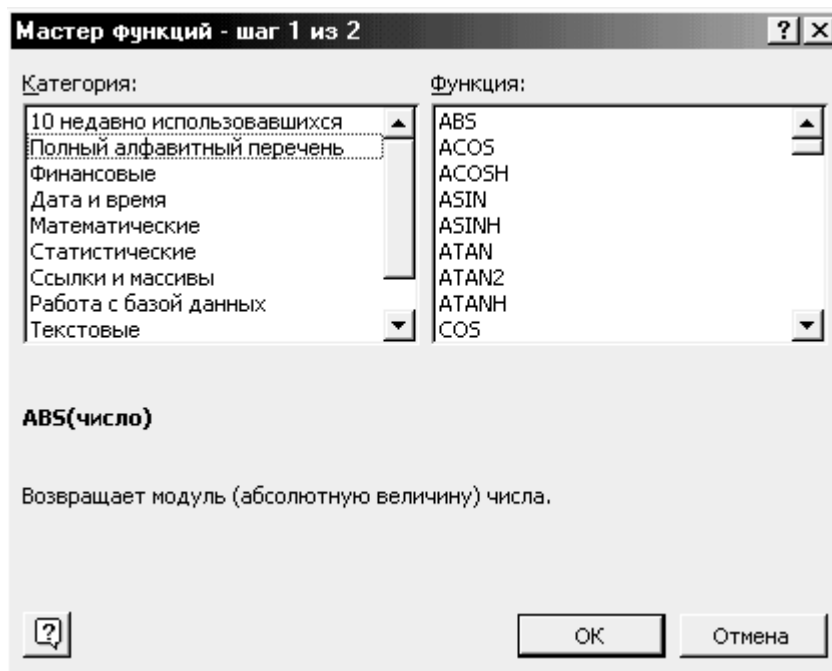 Мастер функций - шаг 1 из 2
Категория:
10 недавно использовавшихся
Полный алфавитный перечень
Финансовые
Дата и время
Математические
Статистические
Ссылки и массивы
Работа с базой данных
Текстовые
Функция:
ABS
ACOS
ACOSH
ASIN
ASINH
ATAN
ATAN2
ATANH
COS
ABS(число)
Возвращает модуль (абсолютную величину) числа.
ОК
Отмена